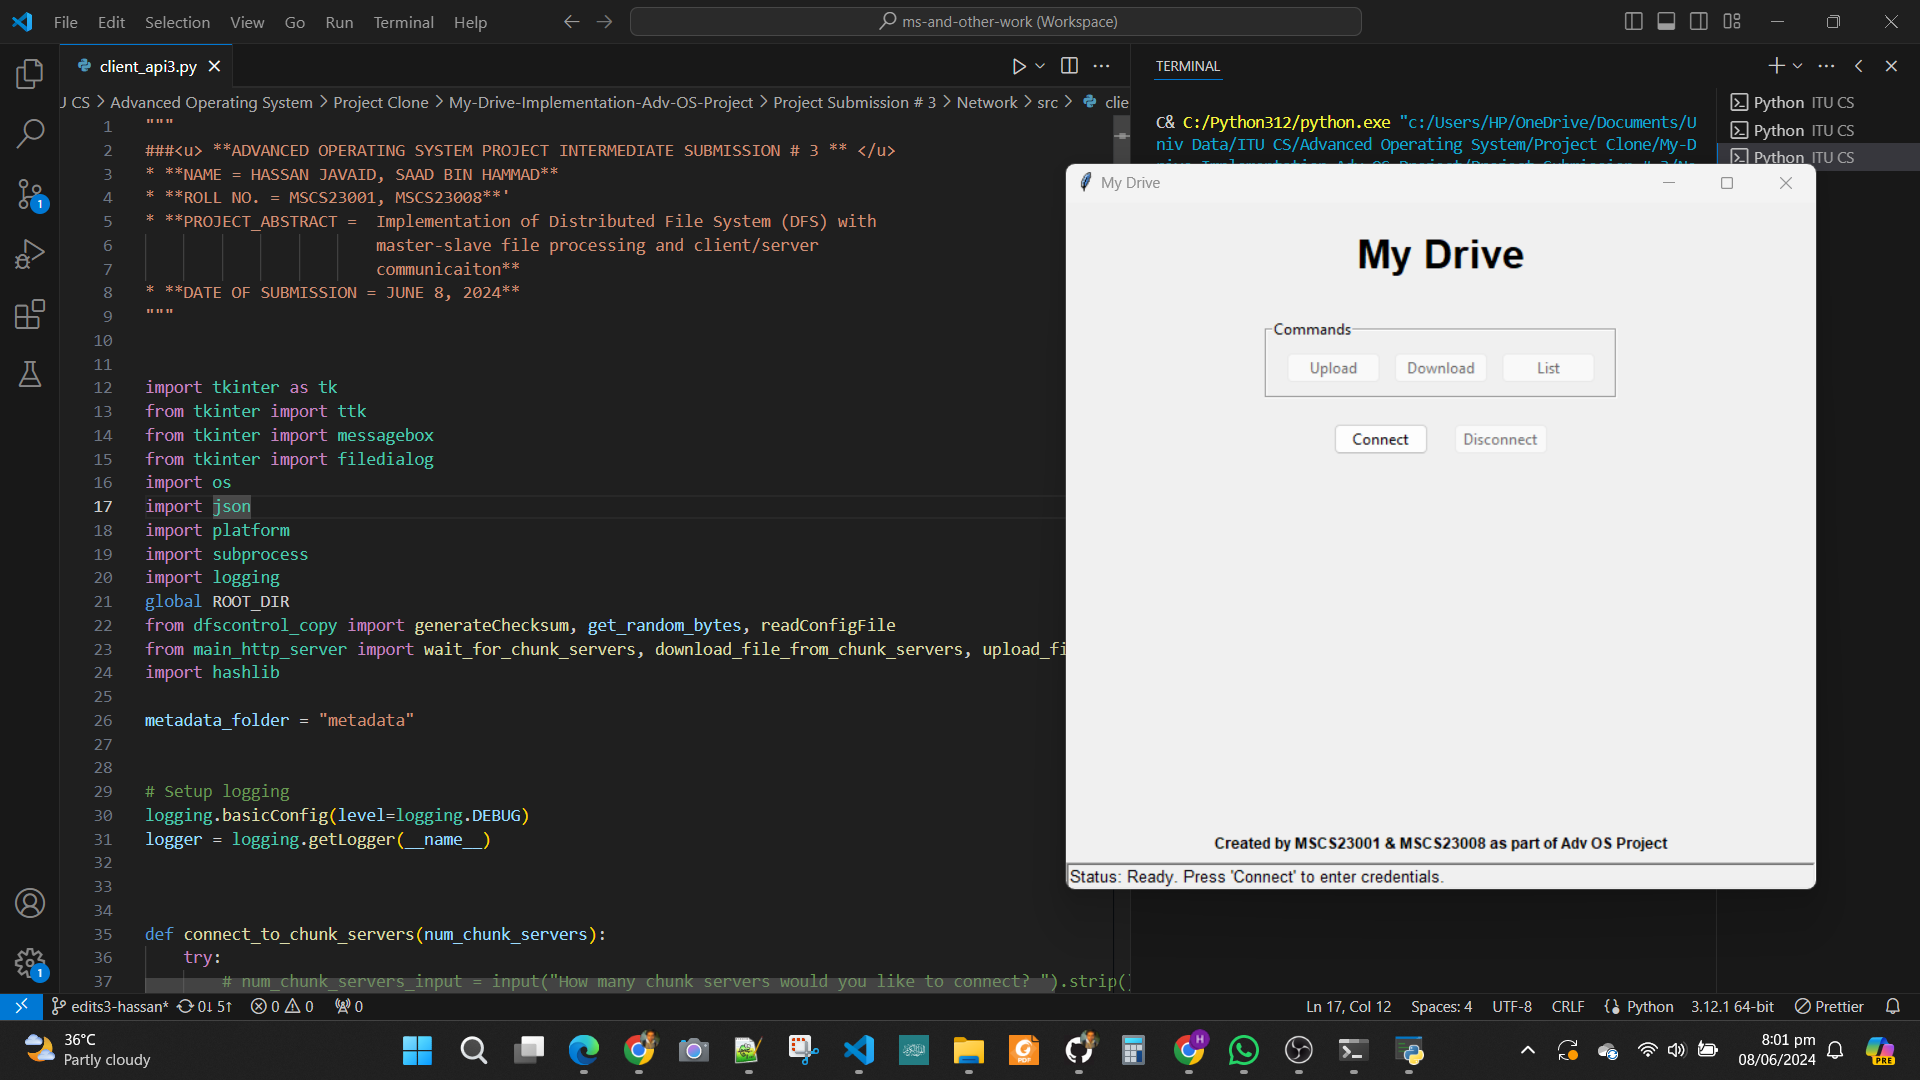 File Edit Selection View Go Run Terminal Help
ms-and-other-work (Workspace)
client_api3.py
J CS > Advanced Operating System > Project Clone > My-Drive-Implementation-Adv-OS-Project > Project Submission # 3 > Network > src > clie
1 """
2 ###<u> **ADVANCED OPERATING SYSTEM PROJECT INTERMEDIATE SUBMISSION # 3 ** </u>
3 * **NAME = HASSAN JAVAID, SAAD BIN HAMMAD**
4 * **ROLL NO. = MSCS23001, MSCS23008**'
5 * **PROJECT_ABSTRACT =  Implementation of Distributed File System (DFS) with
6 master-slave file processing and client/server
7 communicaiton**
8 * **DATE OF SUBMISSION = JUNE 8, 2024**
9 """
10
11
12 import tkinter as tk
13 from tkinter import ttk
14 from tkinter import messagebox
15 from tkinter import filedialog
16 import os
17 import json
18 import platform
19 import subprocess
20 import logging
21 global ROOT_DIR
22 from dfscontrol_copy import generateChecksum, get_random_bytes, readConfigFile
23 from main_http_server import wait_for_chunk_servers, download_file_from_chunk_servers, upload_fi
24 import hashlib
25
26 metadata_folder = "metadata"
27
28
29 # Setup logging
30 logging.basicConfig(level=logging.DEBUG)
31 logger = logging.getLogger(__name__)
32
33
34
35 def connect_to_chunk_servers(num_chunk_servers):
36 try:
37 # num_chunk_servers_input = input("How many chunk servers would you like to connect? ").strip()
TERMINAL
C& C:/Python312/python.exe "c:/Users/HP/OneDrive/Documents/U
niv Data/ITU CS/Advanced Operating System/Project Clone/My-D
Python ITU CS
Python ITU CS
Python ITU CS
My Drive
My Drive
Commands
Upload Download List
Connect Disconnect
Created by MSCS23001 & MSCS23008 as part of Adv OS Project
Status: Ready. Press 'Connect' to enter credentials.
1
1
edits3-hassan* 0↓ 5↑ 0 0 0
Ln 17, Col 12 Spaces: 4 UTF-8 CRLF Python 3.12.1 64-bit Prettier
36°C
Partly cloudy
8:01 pm
08/06/2024
PRE